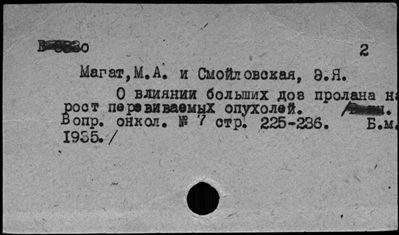 2
Магат,М.А. и Смойловская, Э.Я.
О влиянии больших доз пролана на
рост перевиваемых опухолей.
Вопр. онкол. № 7 стр. 225-236. Б.м.
1935./